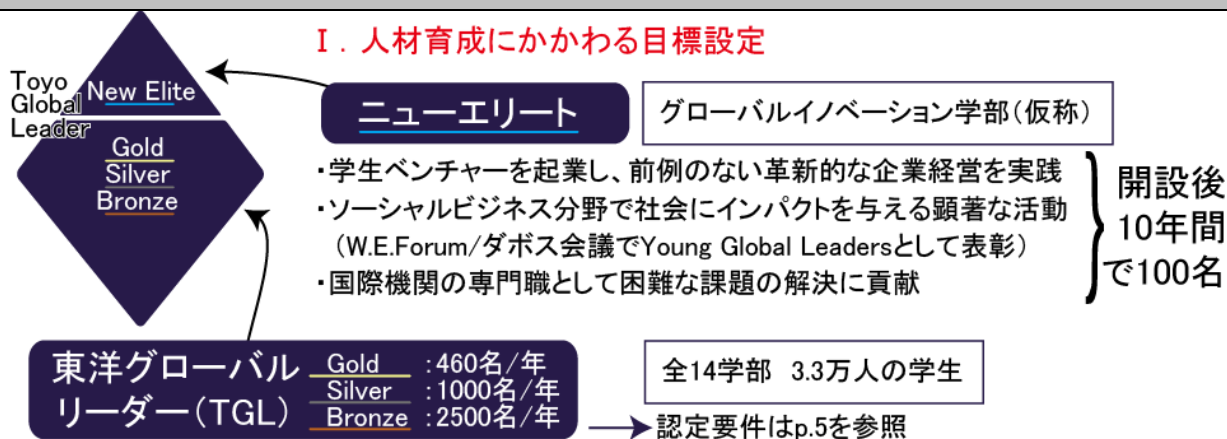 Ⅰ．人材育成にかかわる目標設定
Toyo
Global
Leader
New Elite
Gold
Silver
Bronze
ニューエリート
グローバルイノベーション学部（仮称）
・学生ベンチャーを起業し、前例のない革新的な企業経営を実践
・ソーシャルビジネス分野で社会にインパクトを与える顕著な活動
（W.E.Forum/ダボス会議でYoung Global Leadersとして表彰）
・国際機関の専門職として困難な課題の解決に貢献
開設後
10年間
で100名
東洋グローバル
リーダー（TGL）
Gold ：460名/年
Silver ：1000名/年
Bronze ：2500名/年
全14学部 3.3万人の学生
認定要件はp.5を参照